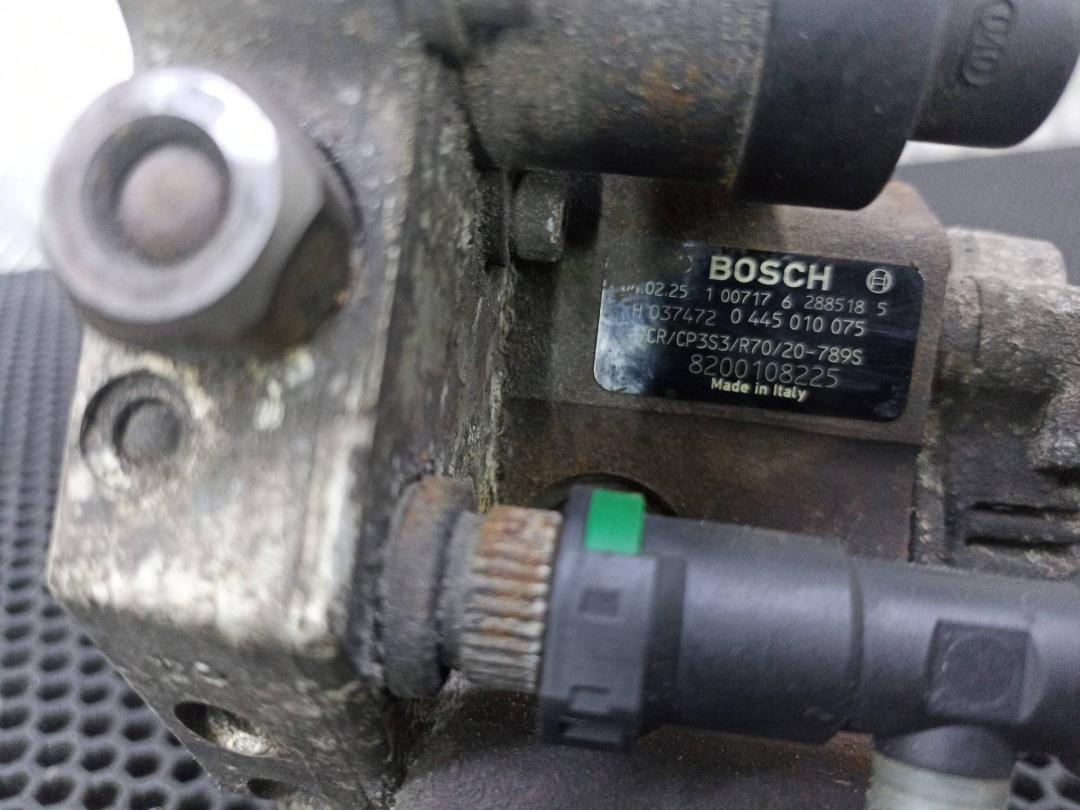 BOSCH
.02.25 1 00717 6 288518 5
H 037472 0 445 010 075
CR/CP3S3/R70/20-789S
8200108225
Made in Italy